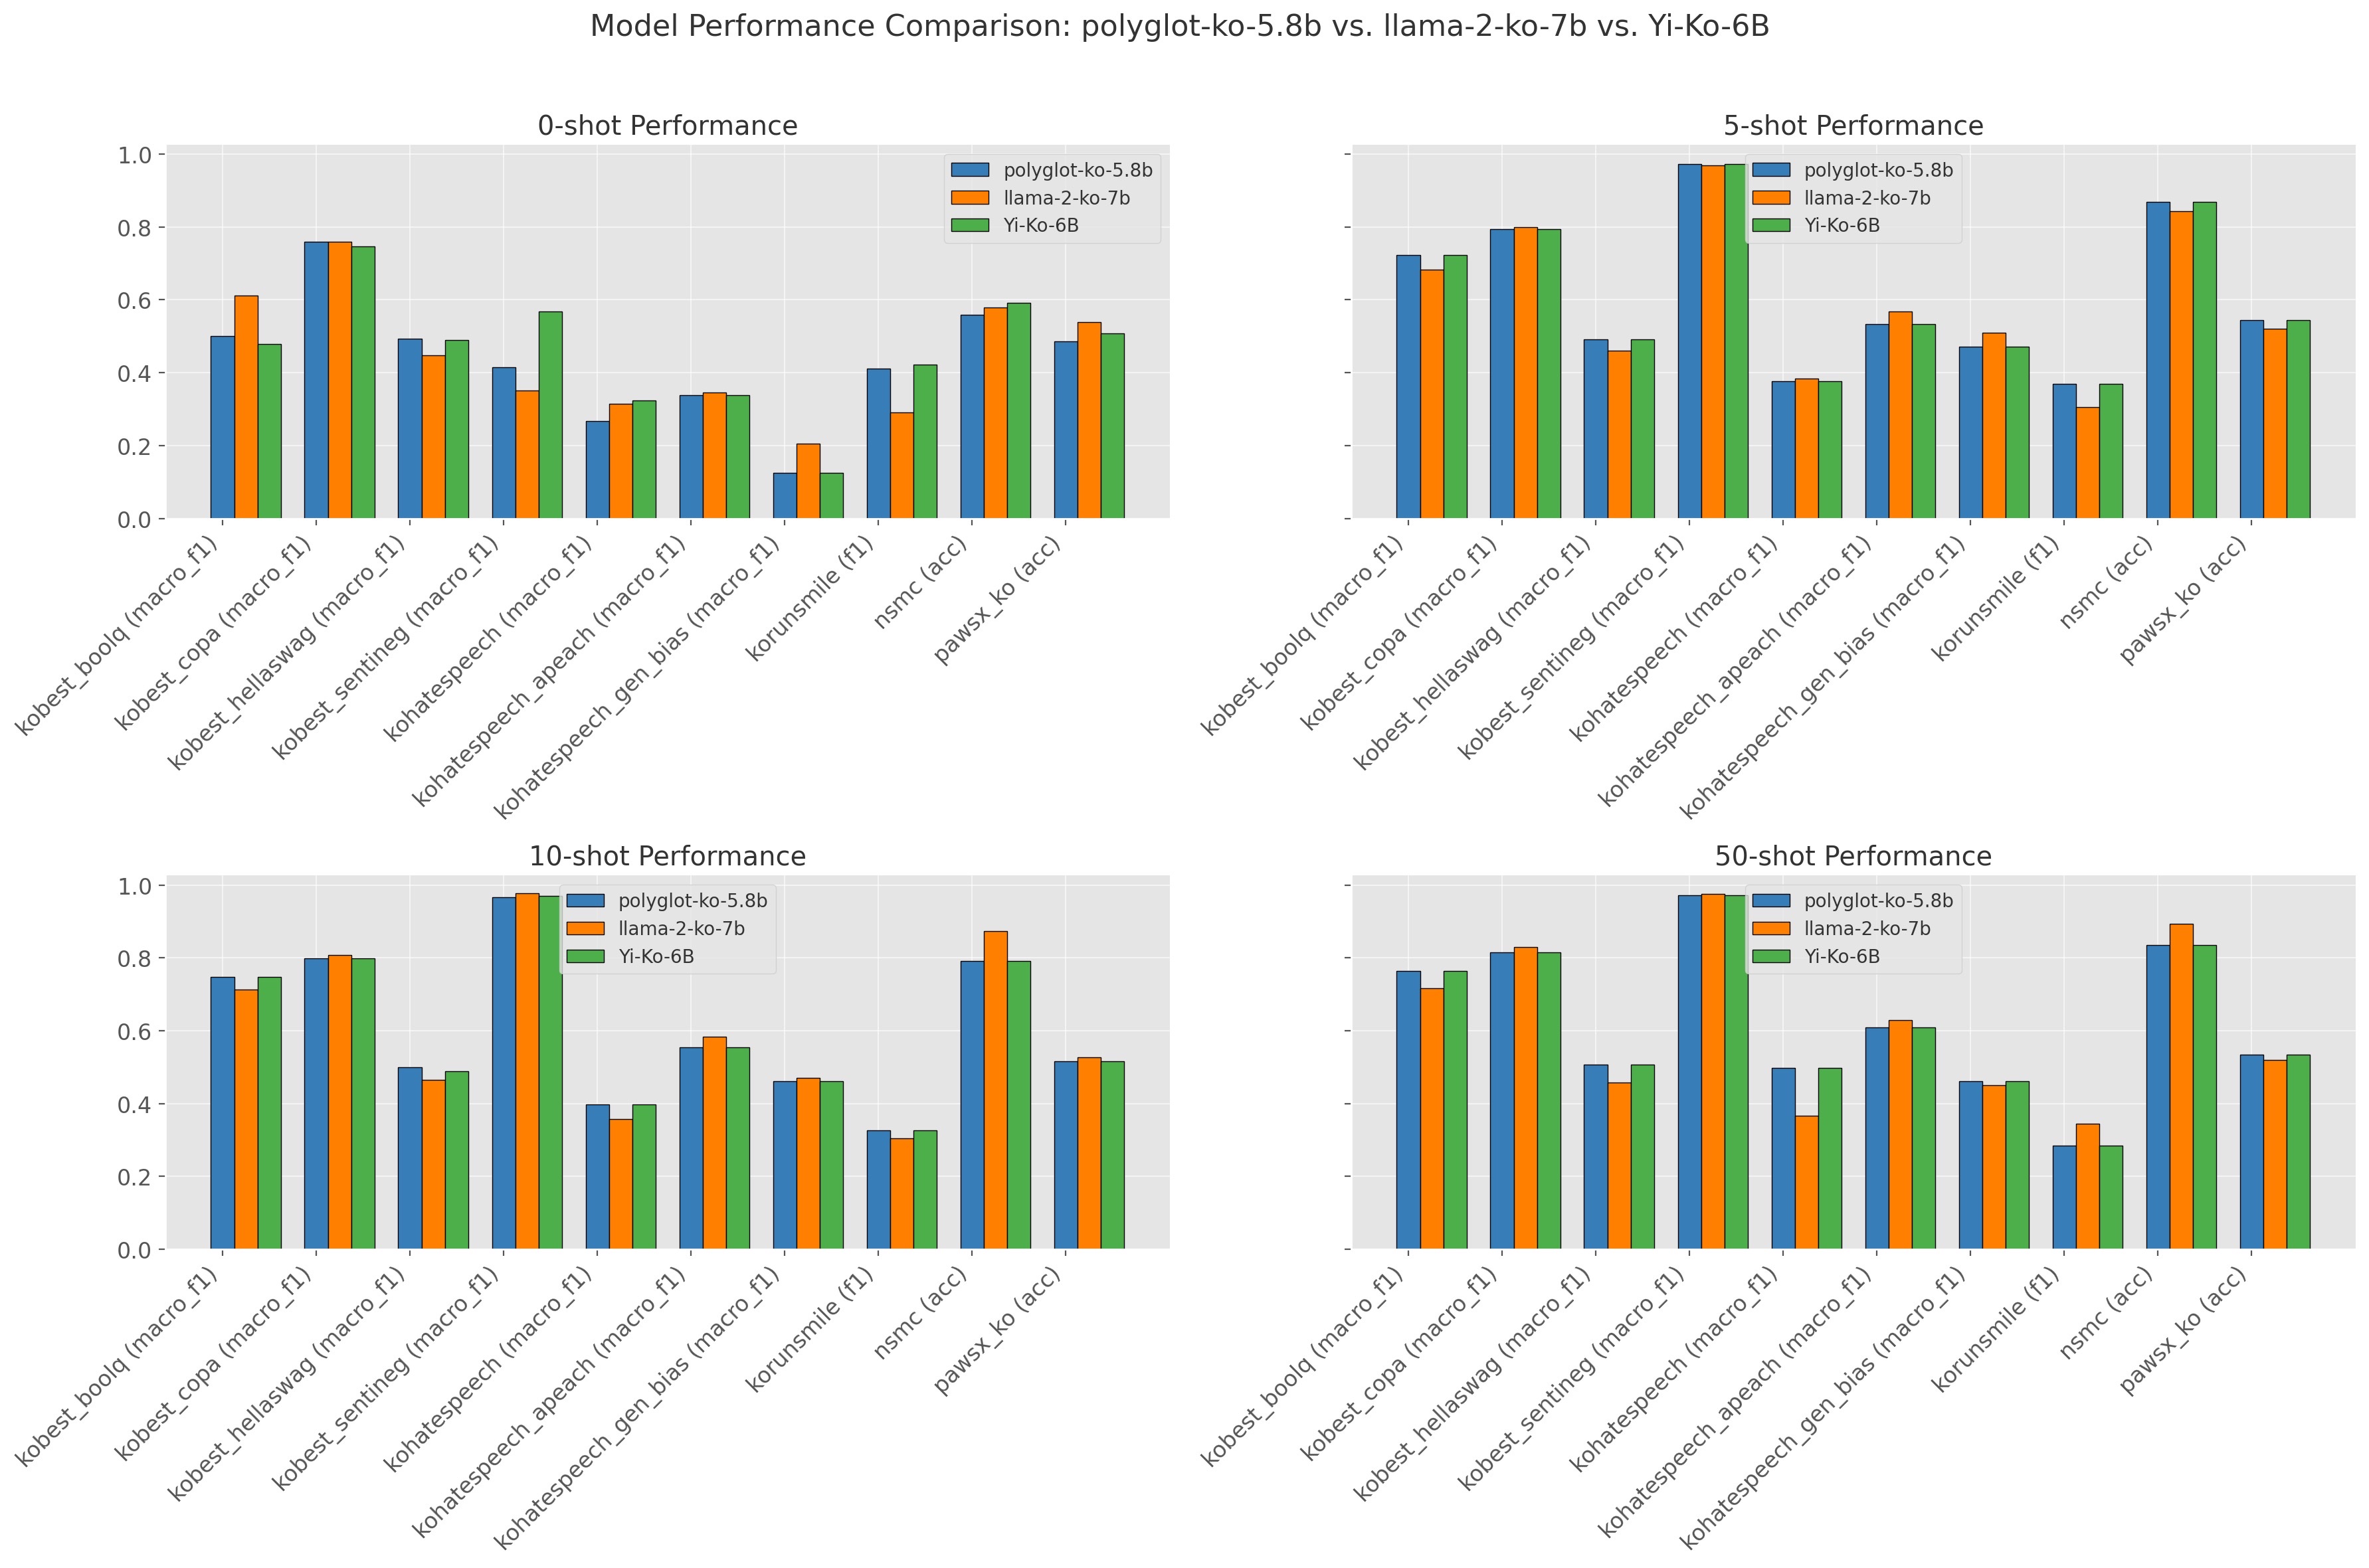 Model Performance Comparison: polyglot-ko-5.8b vs. llama-2-ko-7b vs. Yi-Ko-6B
0-shot Performance
1.0
0.8
0.6
0.4
0.2
0.0
polyglot-ko-5.8b
llama-2-ko-7b
Yi-Ko-6B
kobest_boolq (macro_f1)
kobest_copa (macro_f1)
kobest_hellaswag (macro_f1)
kobest_sentineg (macro_f1)
kohatespeech (macro_f1)
kohatespeech_apeach (macro_f1)
kohatespeech_gen_bias (macro_f1)
korunsmile (f1)
nsmc (acc)
pawsx_ko (acc)
5-shot Performance
polyglot-ko-5.8b
llama-2-ko-7b
Yi-Ko-6B
kobest_boolq (macro_f1)
kobest_copa (macro_f1)
kobest_hellaswag (macro_f1)
kobest_sentineg (macro_f1)
kohatespeech (macro_f1)
kohatespeech_apeach (macro_f1)
kohatespeech_gen_bias (macro_f1)
korunsmile (f1)
nsmc (acc)
pawsx_ko (acc)
10-shot Performance
1.0
0.8
0.6
0.4
0.2
0.0
polyglot-ko-5.8b
llama-2-ko-7b
Yi-Ko-6B
kobest_boolq (macro_f1)
kobest_copa (macro_f1)
kobest_hellaswag (macro_f1)
kobest_sentineg (macro_f1)
kohatespeech (macro_f1)
kohatespeech_apeach (macro_f1)
kohatespeech_gen_bias (macro_f1)
korunsmile (f1)
nsmc (acc)
pawsx_ko (acc)
50-shot Performance
polyglot-ko-5.8b
llama-2-ko-7b
Yi-Ko-6B
kobest_boolq (macro_f1)
kobest_copa (macro_f1)
kobest_hellaswag (macro_f1)
kobest_sentineg (macro_f1)
kohatespeech (macro_f1)
kohatespeech_apeach (macro_f1)
kohatespeech_gen_bias (macro_f1)
korunsmile (f1)
nsmc (acc)
pawsx_ko (acc)